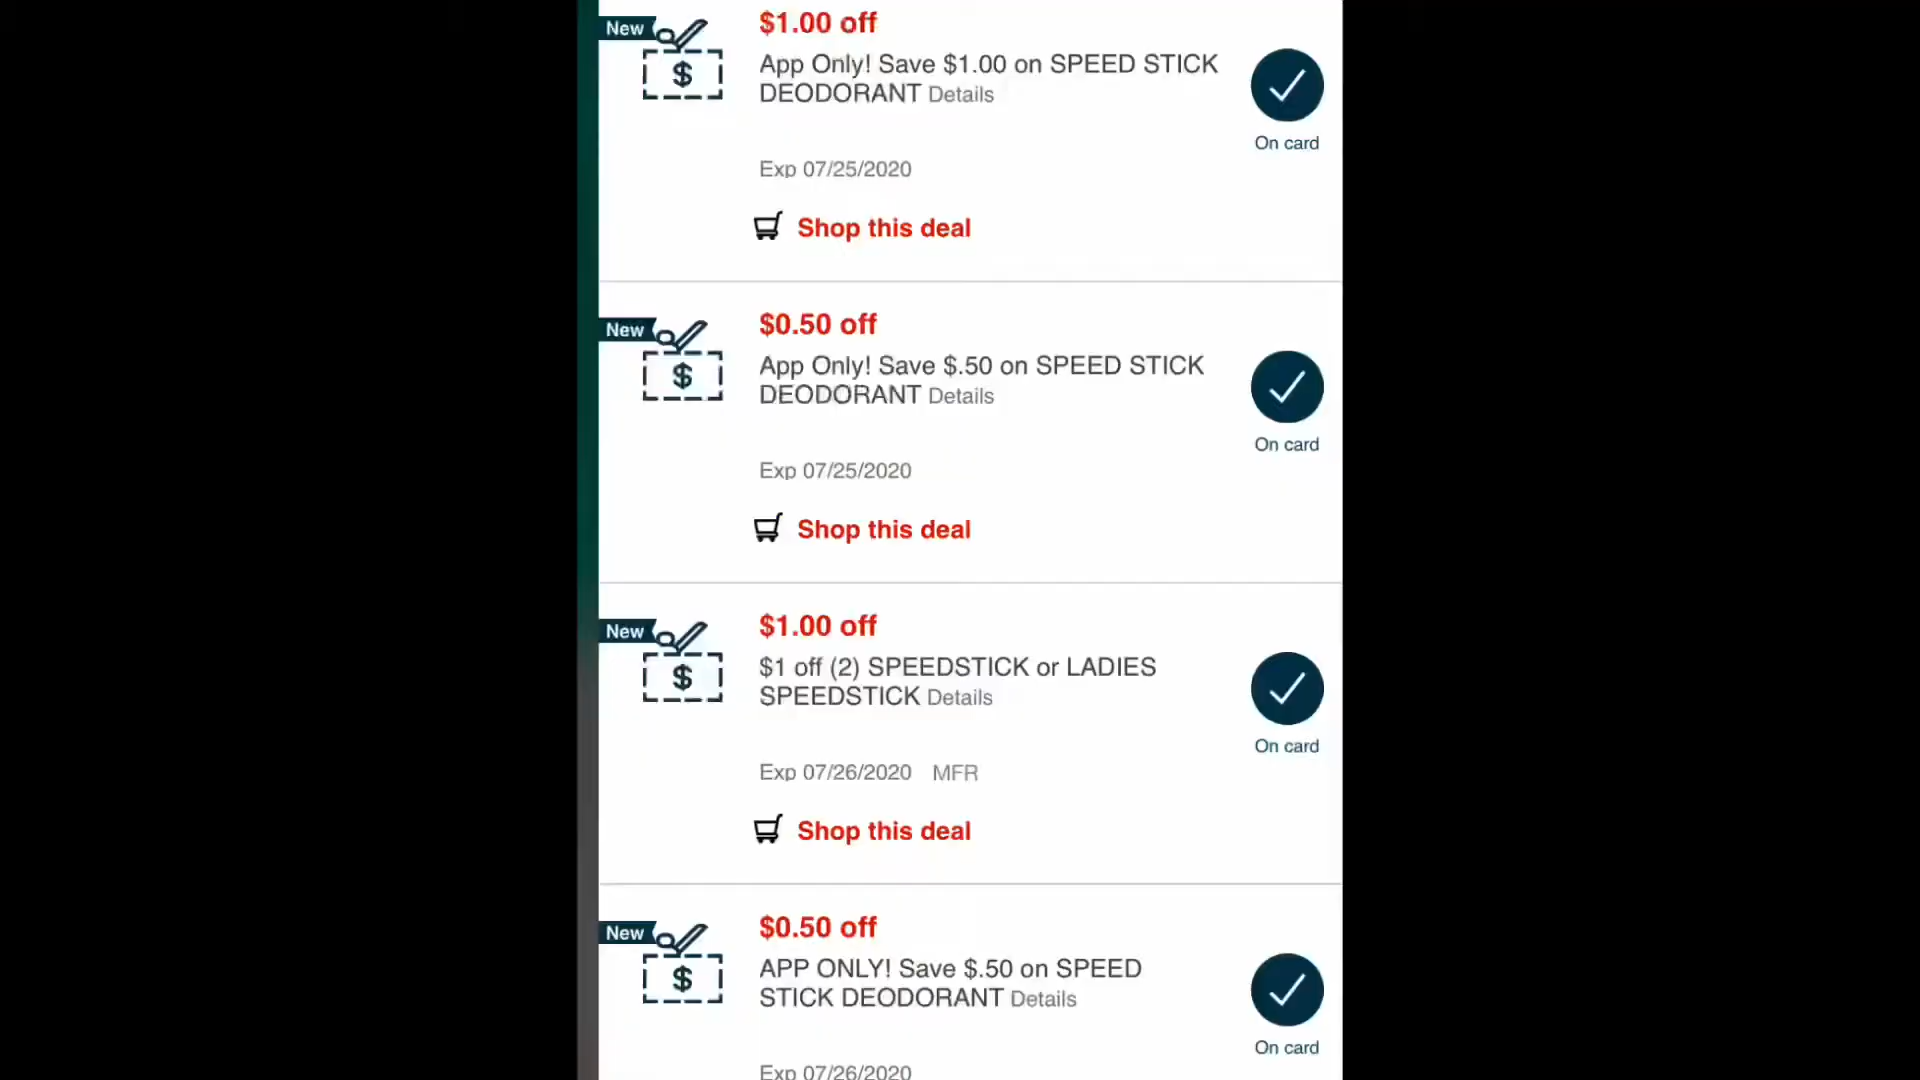 New
$1.00 off
App Only! Save $1.00 on SPEED STICK
DEODORANT Details
$
On card
Exp 07/25/2020
Shop this deal
New
$0.50 off
App Only! Save $.50 on SPEED STICK
DEODORANT Details
$
On card
Exp 07/25/2020
Shop this deal
New
$1.00 off
$1 off (2) SPEEDSTICK or LADIES
SPEEDSTICK Details
$
On card
Exp 07/26/2020 MFR
Shop this deal
New
$0.50 off
APP ONLY! Save $.50 on SPEED
STICK DEODORANT Details
$
On card
Exp 07/26/2020